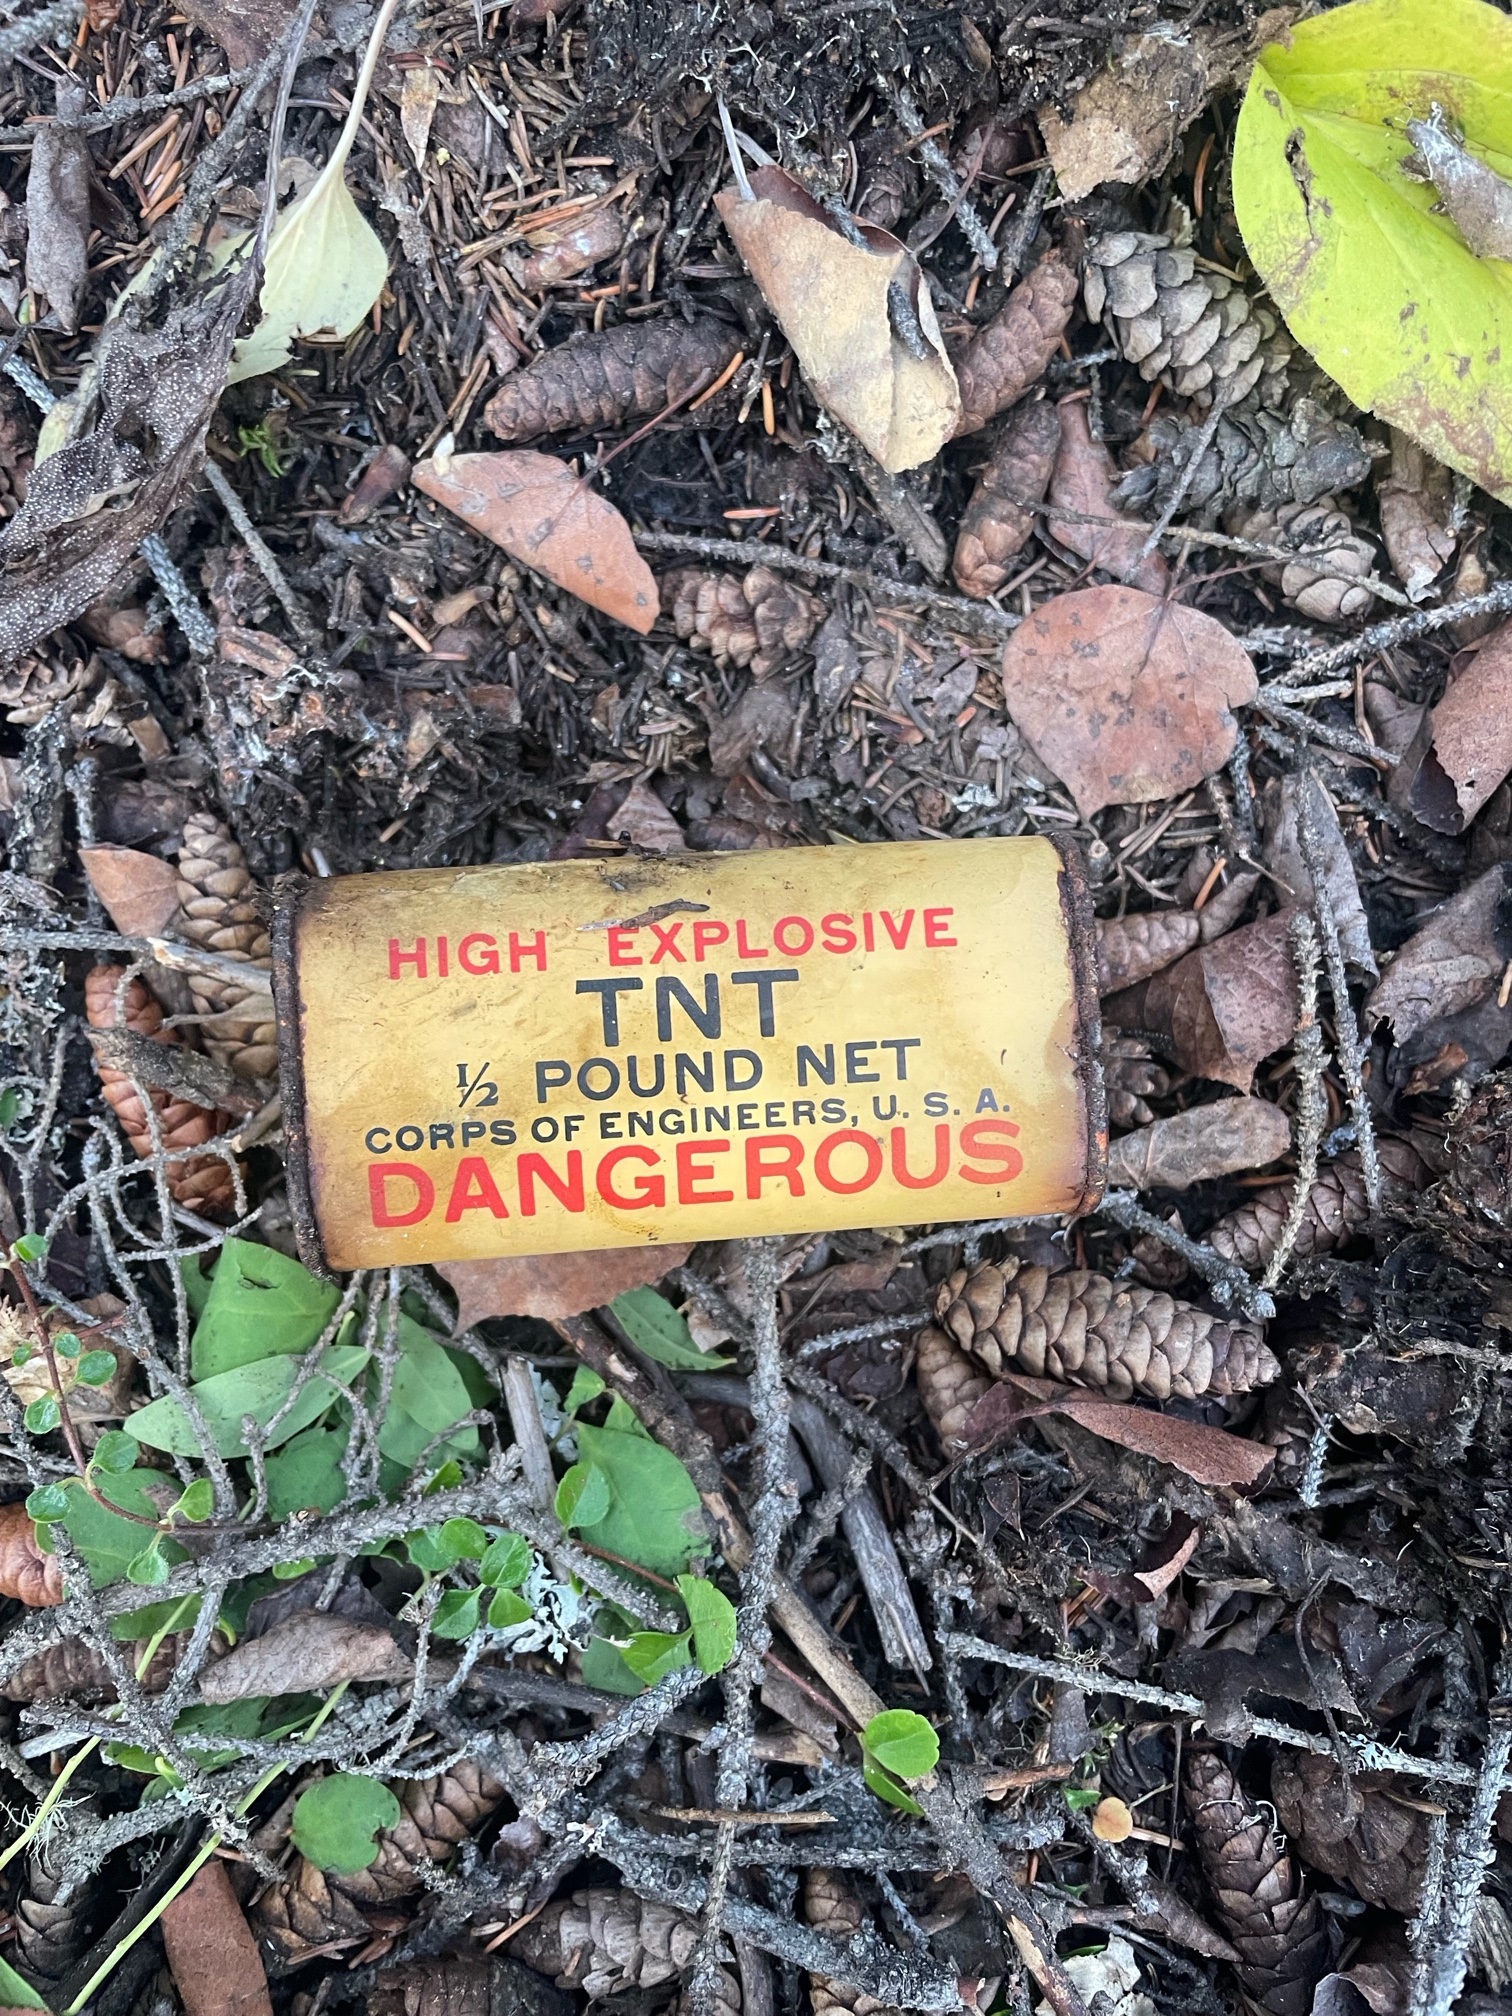 HIGH EXPLOSIVE
TNT
1/2 POUND NET
CORPS OF ENGINEERS, U. S. A.
DANGEROUS